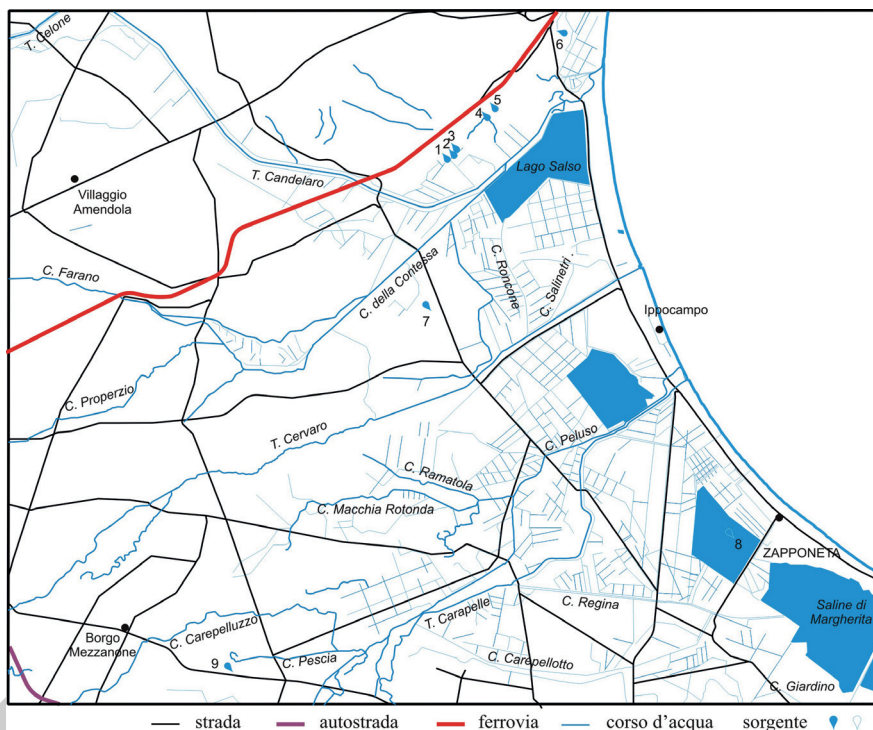 T. Celone
6
5
4
3
2
1
Lago Salso
T. Candelaro
Villaggio
Amendola
C. Farano
C. della Contessa
C. Roncone
C. Salinetri
7
Ippocampo
C. Properzio
T. Cervaro
C. Peluso
C. Ramatola
C. Macchia Rotonda
8
ZAPPONETA
C. Regina
Saline di
Margherita
T. Carapelle
C. Carepelluzzo
Borgo
Mezzanone
9
C. Pescia
C. Carepellotto
C. Giardino
strada autostrada ferrovia corso d'acqua sorgente